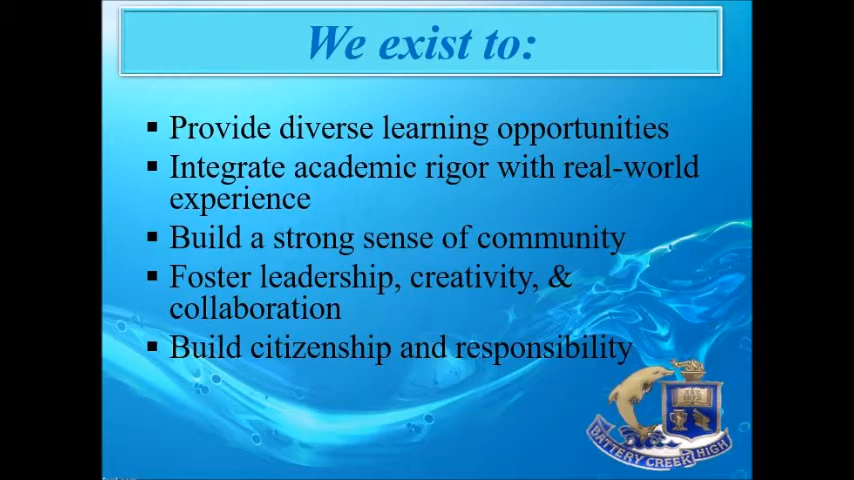 We exist to:
▪ Provide diverse learning opportunities
▪ Integrate academic rigor with real-world
experience
▪ Build a strong sense of community
▪ Foster leadership, creativity, &
collaboration
▪ Build citizenship and responsibility
BATTERY CREEK HIGH